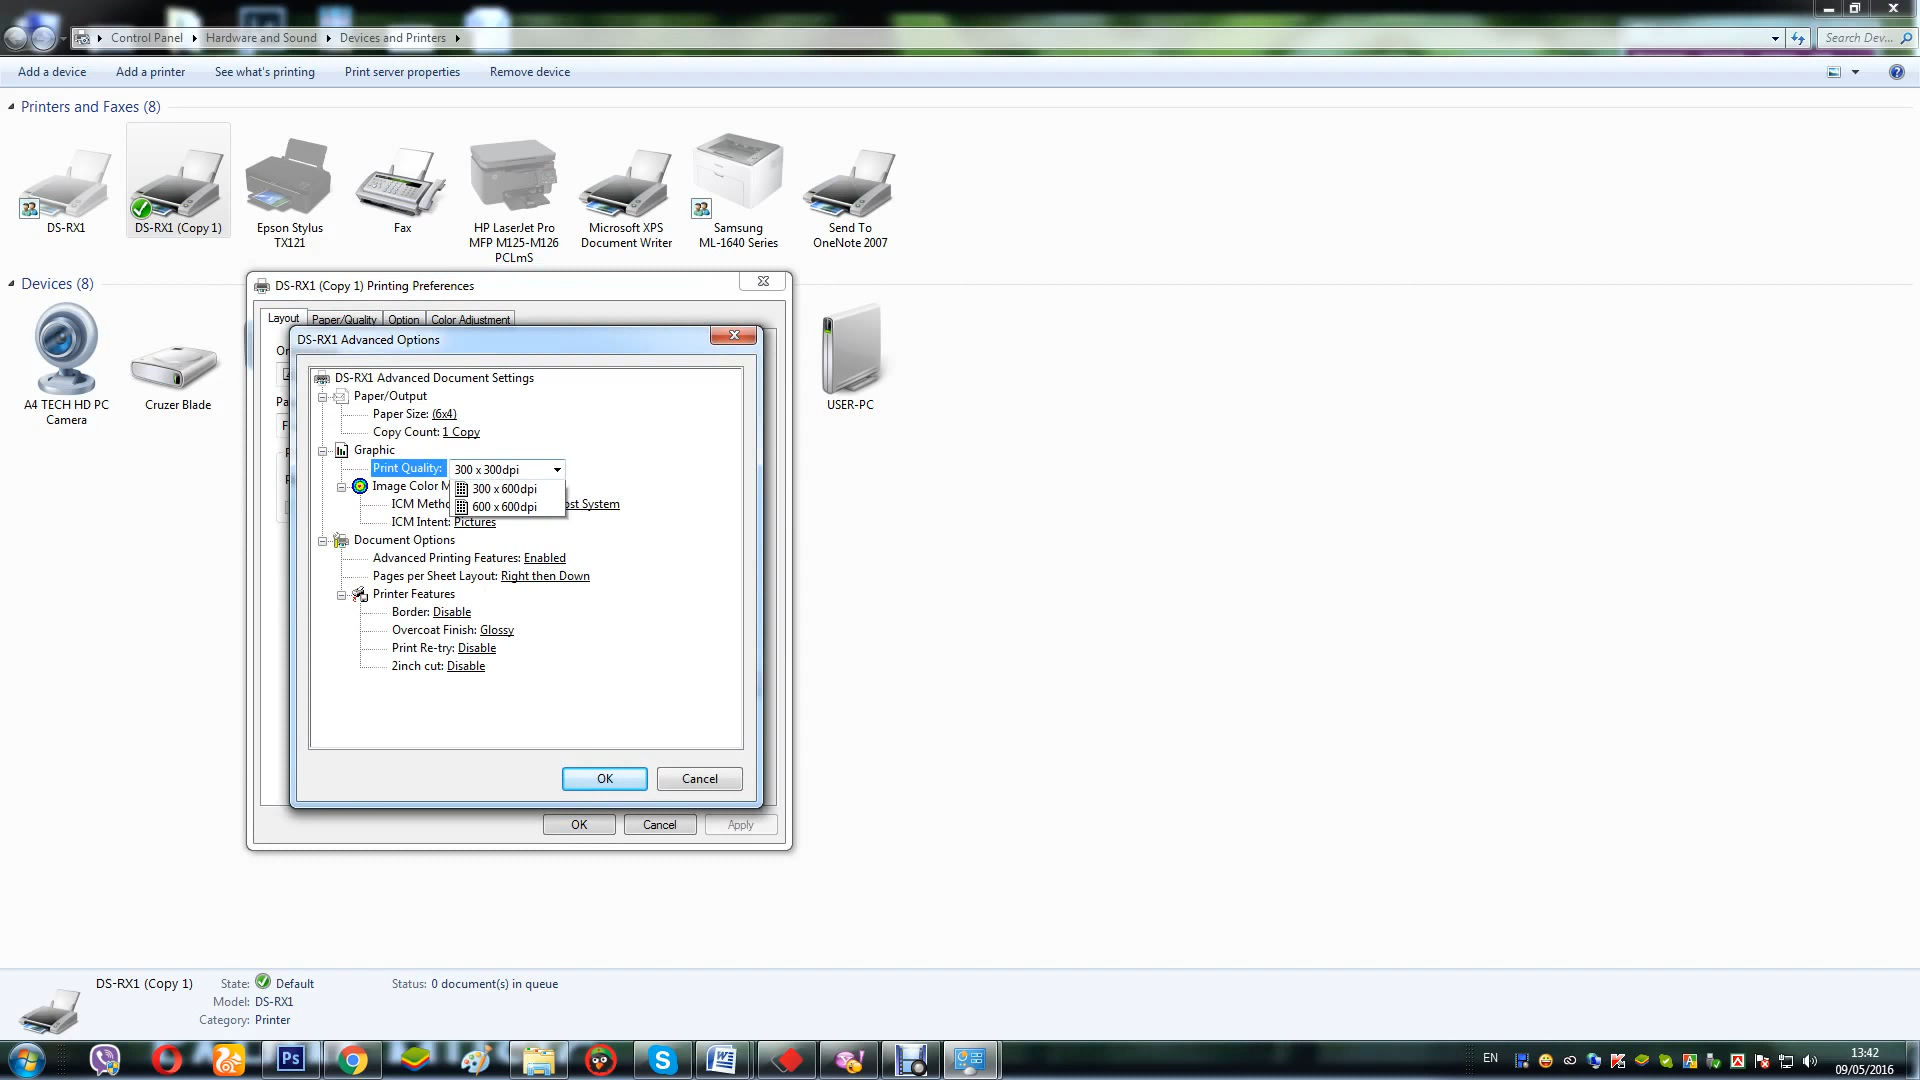 Control Panel
Hardware and Sound
Devices and Printers
Search Dev...
Add a device
Add a printer
See what's printing
Print server properties
Remove device
Printers and Faxes (8)
DS-RX1
DS-RX1 (Copy 1)
Epson Stylus
TX121
Fax
HP LaserJet Pro
MFP M125-M126
PCLmS
Microsoft XPS
Document Writer
Samsung
ML-1640 Series
Send To
OneNote 2007
Devices (8)
A4 TECH HD PC
Camera
Cruzer Blade
USER-PC
DS-RX1 (Copy 1) Printing Preferences
Layout
Paper/Quality
Option
Color Adjustment
DS-RX1 Advanced Options
DS-RX1 Advanced Document Settings
Paper/Output
Paper Size: (6x4)
Copy Count: 1 Copy
Graphic
Print Quality: 300 x 300dpi
300 x 600dpi
600 x 600dpi
Image Color M
ICM Metho
ost System
ICM Intent: Pictures
Document Options
Advanced Printing Features: Enabled
Pages per Sheet Layout: Right then Down
Printer Features
Border: Disable
Overcoat Finish: Glossy
Print Re-try: Disable
2inch cut: Disable
OK
Cancel
OK
Cancel
Apply
DS-RX1 (Copy 1)
State: Default
Status: 0 document(s) in queue
Model: DS-RX1
Category: Printer
Ps
EN
13:42
09/05/2016